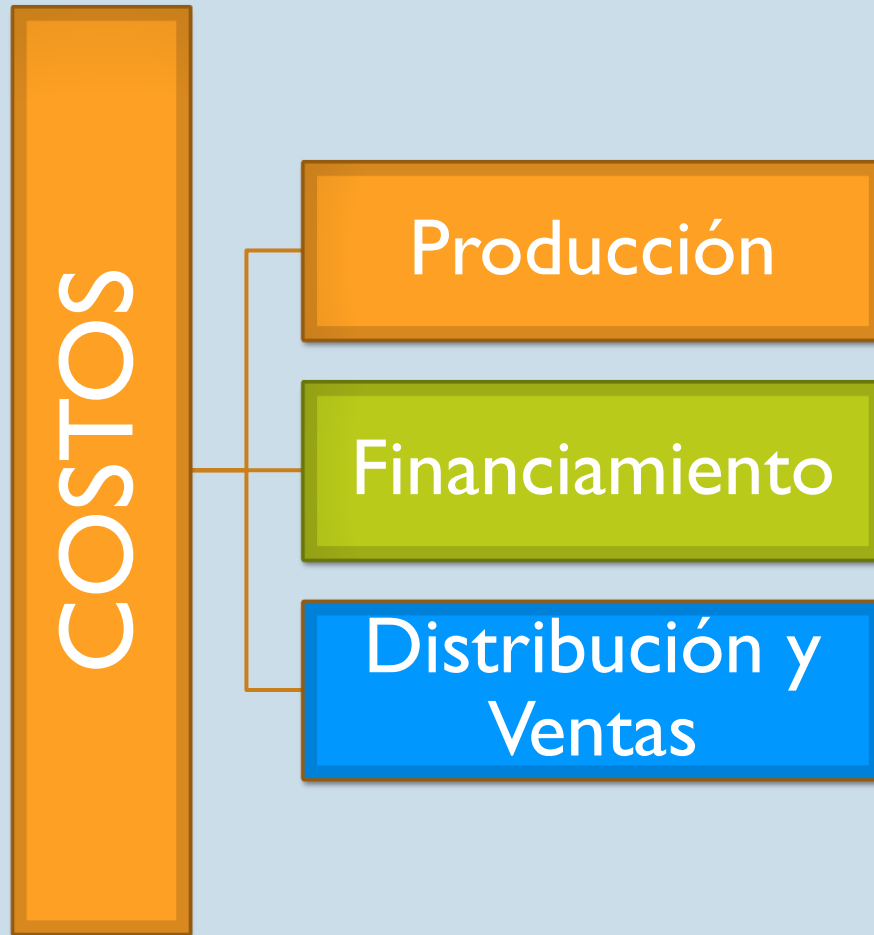 COSTOS
Producción
Financiamiento
Distribución y
Ventas